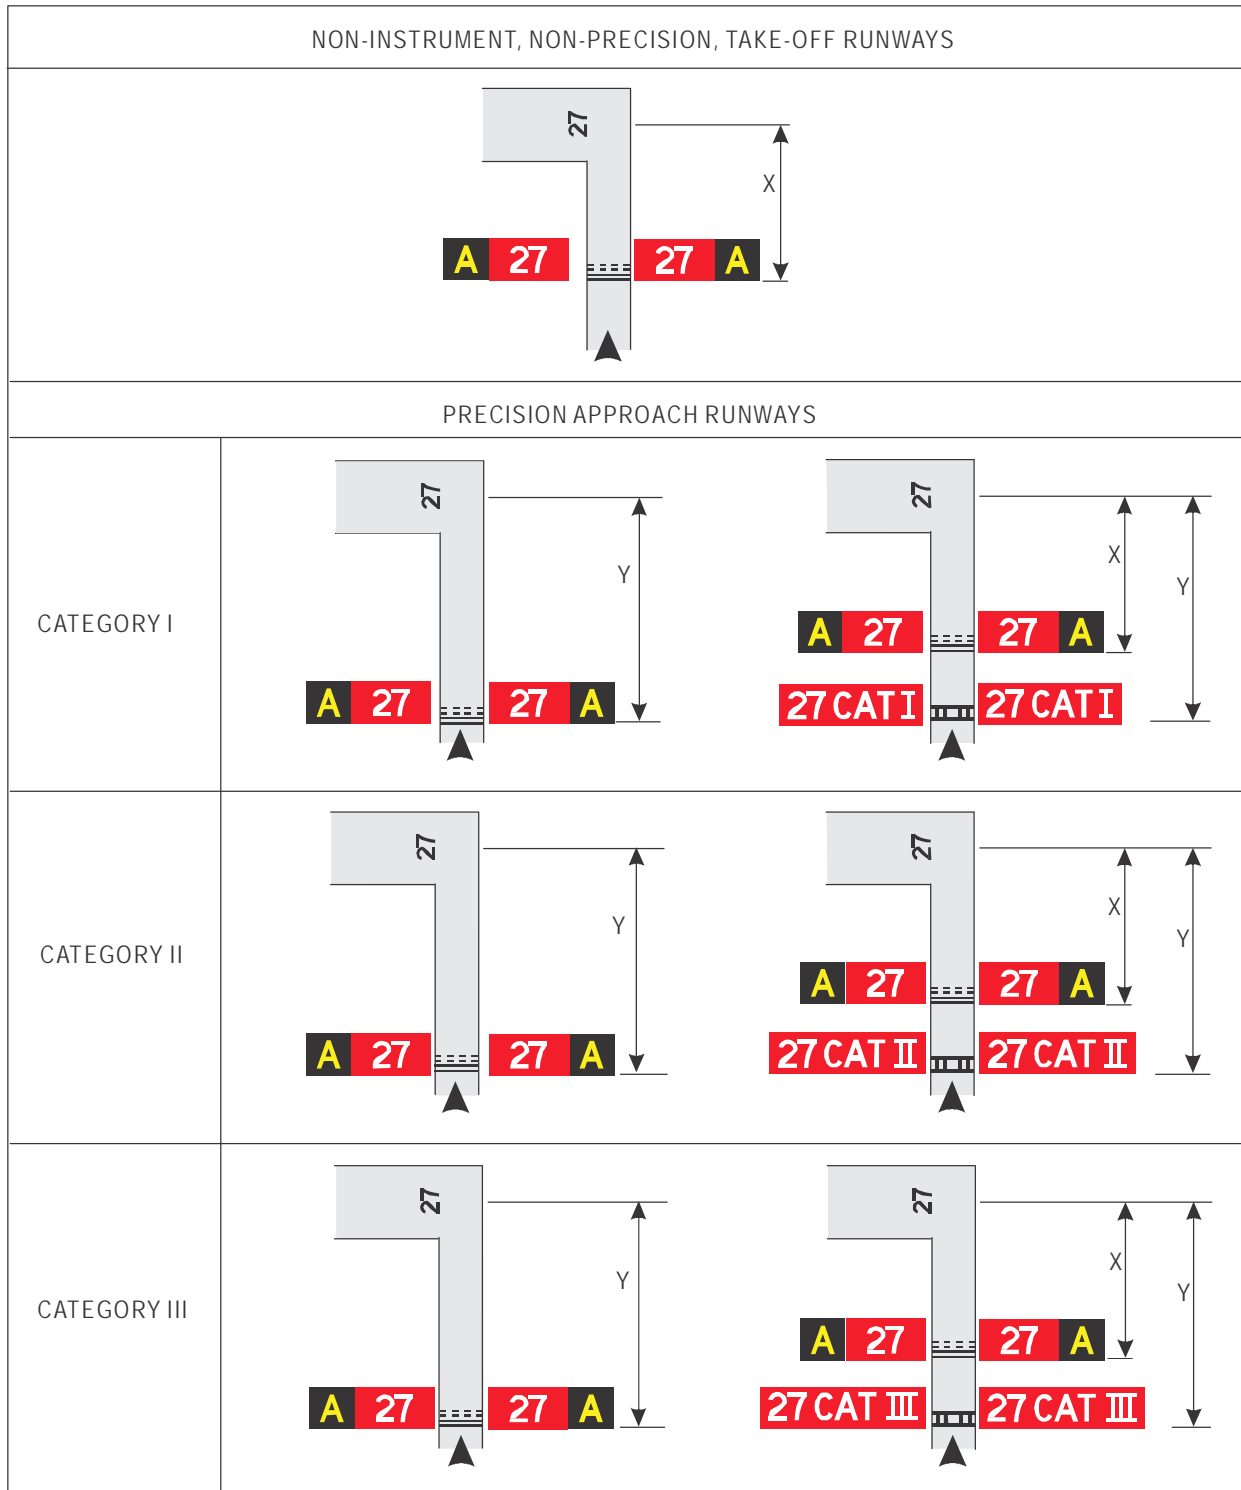 NON-INSTRUMENT, NON-PRECISION, TAKE-OFF RUNWAYS
27
X
A 27 27 A
PRECISION APPROACH RUNWAYS
CATEGORY I
27
Y
A 27 27 A
27
X
Y
A 27 27 A
27 CAT I 27 CAT I
CATEGORY II
27
Y
A 27 27 A
27
X
Y
A 27 27 A
27 CAT II 27 CAT II
CATEGORY III
27
Y
A 27 27 A
27
X
Y
A 27 27 A
27 CAT III 27 CAT III